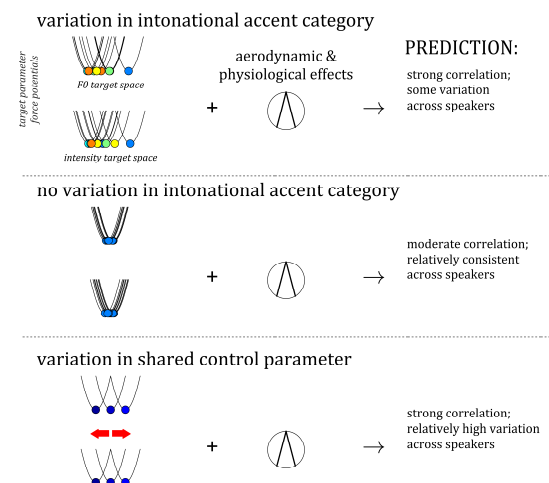 variation in intonational accent category
PREDICTION:
target parameter
force potentials
F0 target space
intensity target space
+
aerodynamic &
physiological effects
→
strong correlation;
some variation
across speakers
no variation in intonational accent category
+
→
moderate correlation;
relatively consistent
across speakers
variation in shared control parameter
+
→
strong correlation;
relatively high variation
across speakers